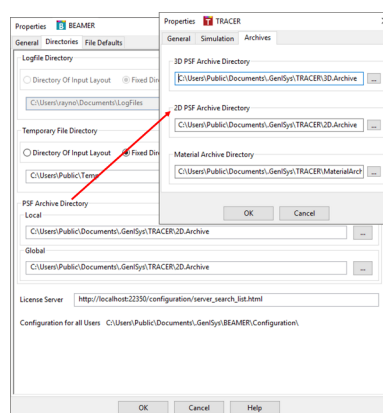 Properties BEAMER
General Directories File Defaults
Logfile Directory
Directory Of Input Layout Fixed Dire
C:\Users\rayno\Documents\LogFiles
Temporary File Directory
Directory Of Input Layout Fixed Dire
C:\Users\Public\Temp
PSF Archive Directory
Local
C:\Users\Public\Documents\.GenISys\TRACER\2D.Archive
...
Global
C:\Users\Public\Documents\.GenISys\TRACER\2D.Archive
...
License Server http://localhost:22350/configuration/server_search_list.html
Configuration for all Users C:\Users\Public\Documents\.GenISys\BEAMER\Configuration\
OK Cancel Help
Properties TRACER
General Simulation Archives
3D PSF Archive Directory
C:\Users\Public\Documents\.GenISys\TRACER\3D.Archive
...
2D PSF Archive Directory
C:\Users\Public\Documents\.GenISys\TRACER\2D.Archive
...
Material Archive Directory
C:\Users\Public\Documents\.GenISys\TRACER\MaterialArch
...
OK Cancel